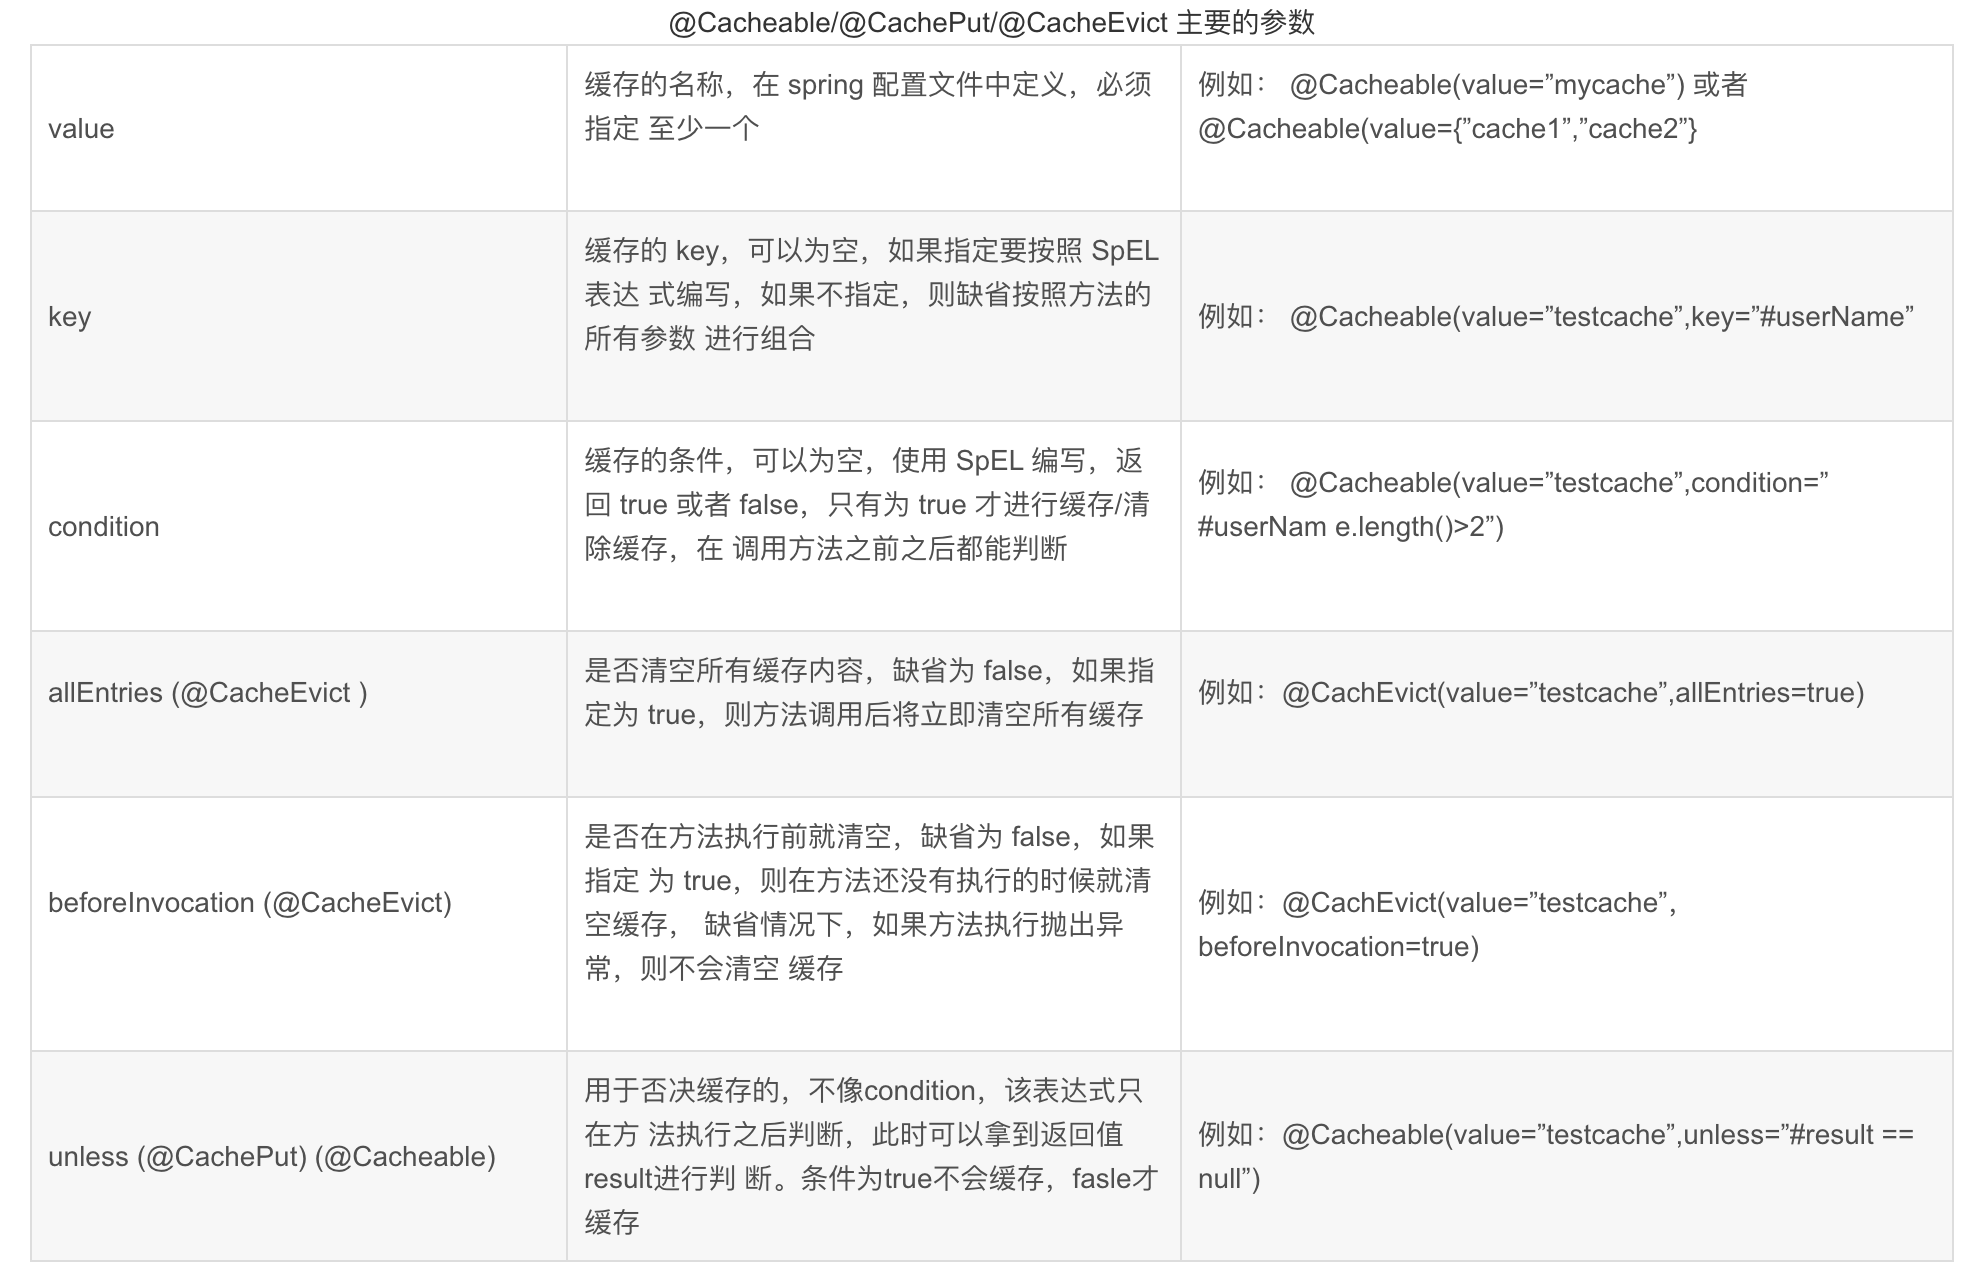 @Cacheable/@CachePut/@CacheEvict 主要的参数
value
缓存的名称，在 spring 配置文件中定义，必须
指定 至少一个
例如： @Cacheable(value=”mycache”) 或者
@Cacheable(value={”cache1”,”cache2”}
key
缓存的 key，可以为空，如果指定要按照 SpEL
表达 式编写，如果不指定，则缺省按照方法的
所有参数 进行组合
例如： @Cacheable(value=”testcache”,key=”#userName”
condition
缓存的条件，可以为空，使用 SpEL 编写，返
回 true 或者 false，只有为 true 才进行缓存/清
除缓存，在 调用方法之前之后都能判断
例如： @Cacheable(value=”testcache”,condition=”
#userNam e.length()>2”)
allEntries (@CacheEvict )
是否清空所有缓存内容，缺省为 false，如果指
定为 true，则方法调用后将立即清空所有缓存
例如：@CachEvict(value=”testcache”,allEntries=true)
beforeInvocation (@CacheEvict)
是否在方法执行前就清空，缺省为 false，如果
指定 为 true，则在方法还没有执行的时候就清
空缓存， 缺省情况下，如果方法执行抛出异
常，则不会清空 缓存
例如：@CachEvict(value=”testcache”,
beforeInvocation=true)
unless (@CachePut) (@Cacheable)
用于否决缓存的，不像condition，该表达式只
在方 法执行之后判断，此时可以拿到返回值
result进行判 断。条件为true不会缓存，fasle才
缓存
例如：@Cacheable(value=”testcache”,unless=”#result ==
null”)